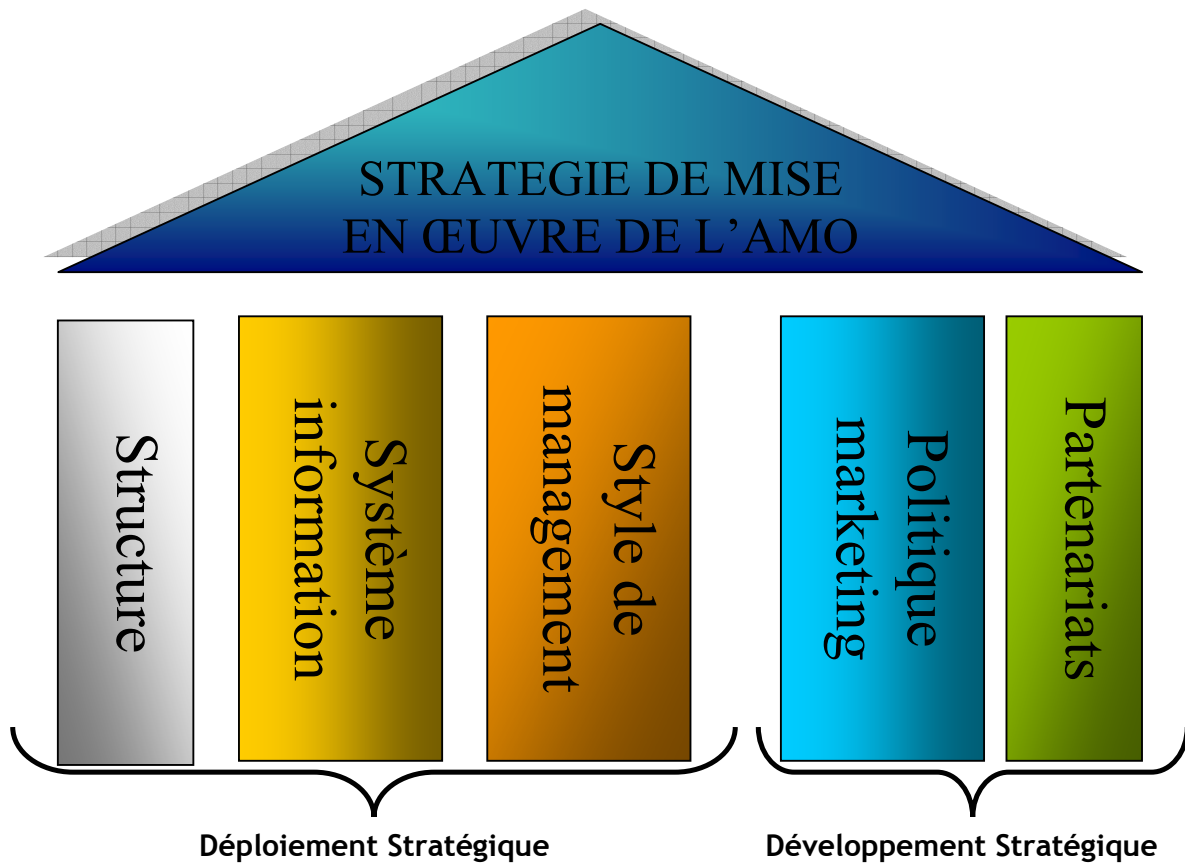 STRATEGIE DE MISE
EN ŒUVRE DE L’AMO
Structure
Système
information
Style de
management
Politique
marketing
Partenariats
Déploiement Stratégique
Développement Stratégique